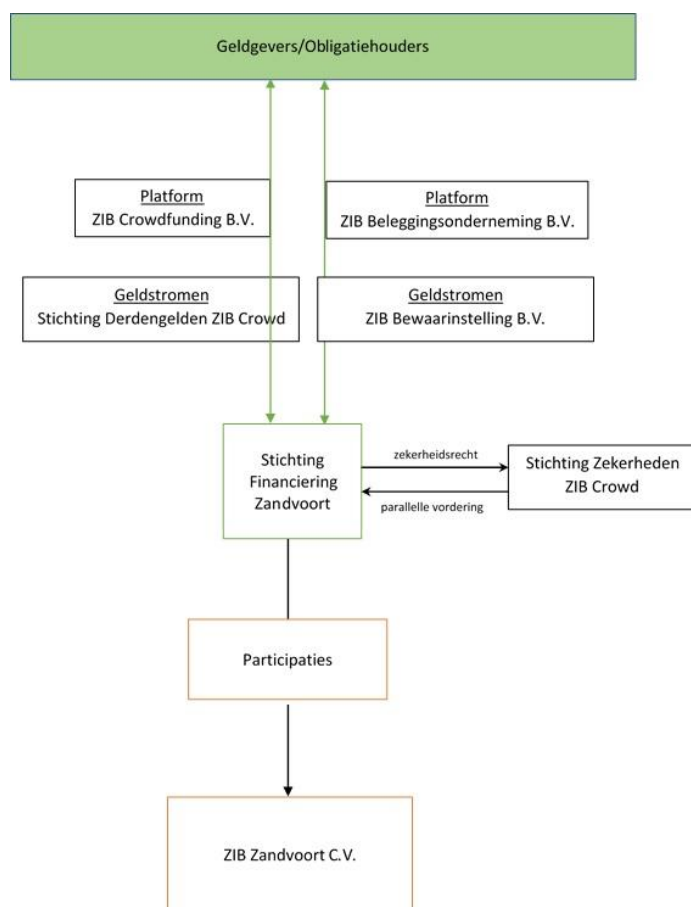 Geldgevers/Obligatiehouders
Platform
ZIB Crowdfunding B.V.
Platform
ZIB Beleggingsonderneming B.V.
Geldstromen
Stichting Derdengelden ZIB Crowd
Geldstromen
ZIB Bewaarinstelling B.V.
Stichting
Financiering
Zandvoort
zekerheidsrecht
parallelle vordering
Stichting Zekerheden
ZIB Crowd
Participaties
ZIB Zandvoort C.V.